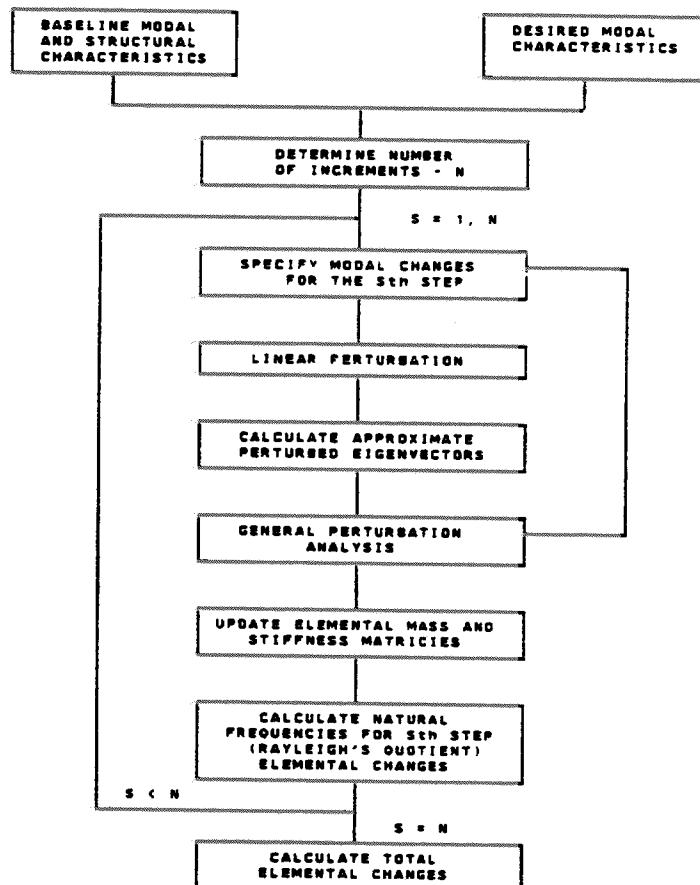 BASELINE MODAL
AND STRUCTURAL
CHARACTERISTICS
DESIRED MODAL
CHARACTERISTICS
DETERMINE NUMBER
OF INCREMENTS - N
S = 1, N
SPECIFY MODAL CHANGES
FOR THE Sth STEP
LINEAR PERTURBATION
CALCULATE APPROXIMATE
PERTURBED EIGENVECTORS
GENERAL PERTURBATION
ANALYSIS
UPDATE ELEMENTAL MASS AND
STIFFNESS MATRICIES
CALCULATE NATURAL
FREQUENCIES FOR Sth STEP
(RAYLEIGH'S QUOTIENT)
ELEMENTAL CHANGES
S < N
S = N
CALCULATE TOTAL
ELEMENTAL CHANGES